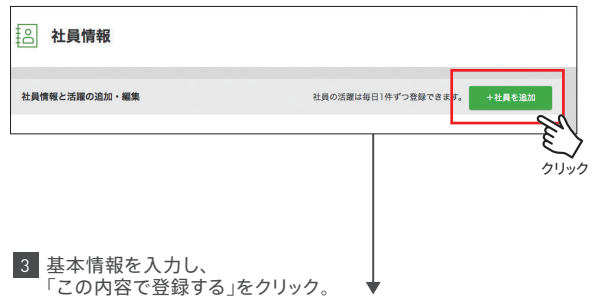 社員情報
社員情報と活躍の追加・編集
社員の活躍は毎日1件ずつ登録できます。
+社員を追加
クリック
3 基本情報を入力し、
「この内容で登録する」をクリック。